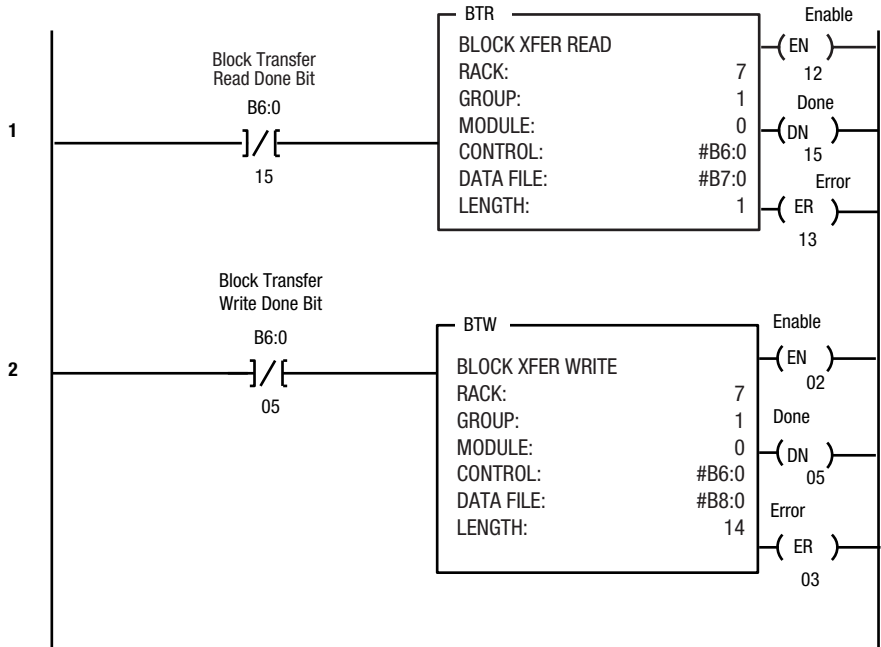 BTR
Enable
Block Transfer
Read Done Bit
B6:0
]/[
15
1
BLOCK XFER READ
RACK: 7
GROUP: 1
MODULE: 0
CONTROL: #B6:0
DATA FILE: #B7:0
LENGTH: 1
(EN )
12
Done
(DN )
15
Error
( ER )
13
Block Transfer
Write Done Bit
B6:0
]/[
05
2
BTW
BLOCK XFER WRITE
RACK: 7
GROUP: 1
MODULE: 0
CONTROL: #B6:0
DATA FILE: #B8:0
LENGTH: 14
Enable
(EN )
02
Done
( DN )
05
Error
( ER )
03